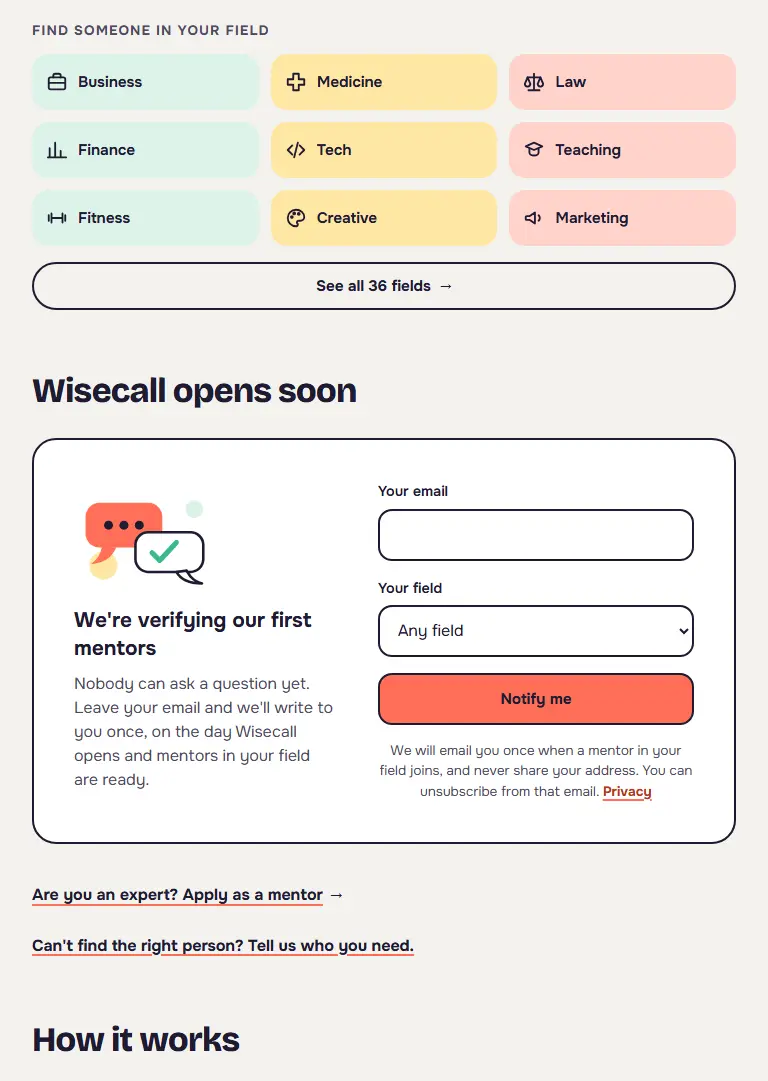 FIND SOMEONE IN YOUR FIELD
Business
Medicine
Law
Finance
Tech
Teaching
Fitness
Creative
Marketing
See all 36 fields →
Wisecall opens soon
We're verifying our first
mentors
Nobody can ask a question yet.
Leave your email and we'll write to
you once, on the day Wisecall
opens and mentors in your field
are ready.
Your email
Your field
Any field
Notify me
We will email you once when a mentor in your
field joins, and never share your address. You can
unsubscribe from that email. Privacy
Are you an expert? Apply as a mentor →
Can't find the right person? Tell us who you need.
How it works